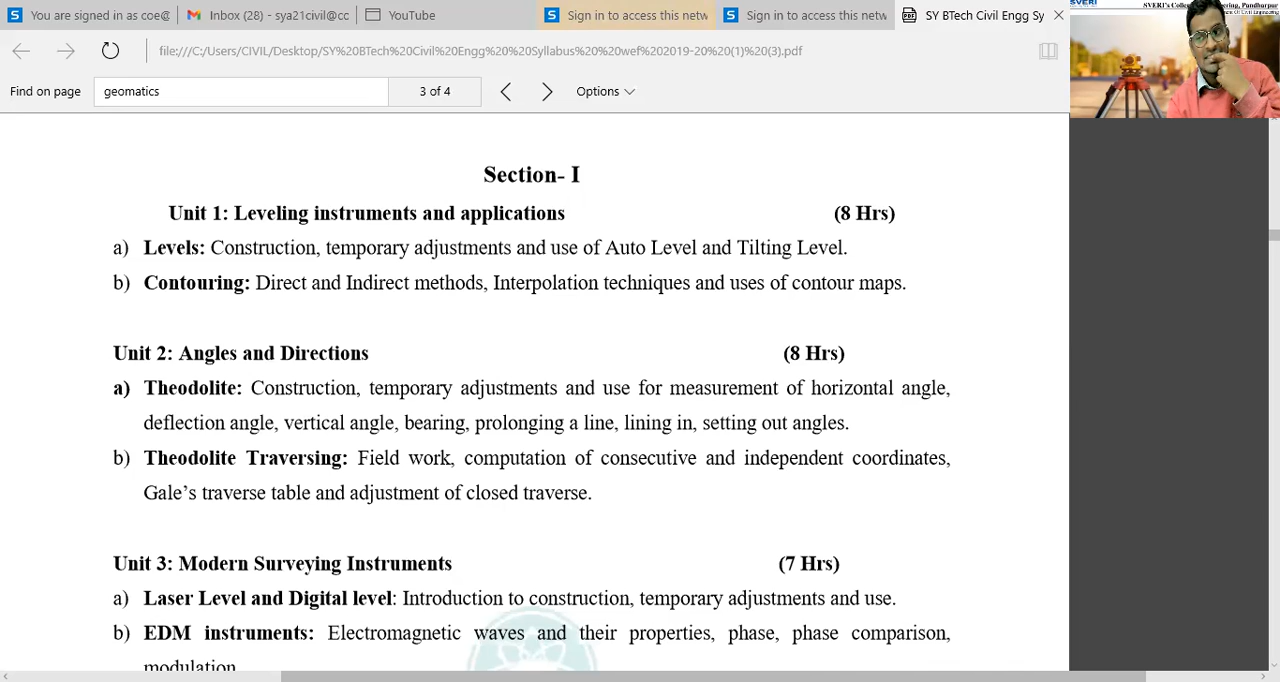 You are signed in as coe@
Inbox (28) - sya21civil@cc
YouTube
Sign in to access this netw
Sign in to access this netw
SY BTech Civil Engg Sy
file:///C:/Users/CIVIL/Desktop/SY%20BTech%20Civil%20Engg%20%20Syllabus%20%20wef%202019-20%20%20(1)%20(3).pdf
Find on page
geomatics
3 of 4
Options
Section- I
Unit 1: Leveling instruments and applications (8 Hrs)
a) Levels: Construction, temporary adjustments and use of Auto Level and Tilting Level.
b) Contouring: Direct and Indirect methods, Interpolation techniques and uses of contour maps.
Unit 2: Angles and Directions (8 Hrs)
a) Theodolite: Construction, temporary adjustments and use for measurement of horizontal angle,
deflection angle, vertical angle, bearing, prolonging a line, lining in, setting out angles.
b) Theodolite Traversing: Field work, computation of consecutive and independent coordinates,
Gale's traverse table and adjustment of closed traverse.
Unit 3: Modern Surveying Instruments (7 Hrs)
a) Laser Level and Digital level: Introduction to construction, temporary adjustments and use.
b) EDM instruments: Electromagnetic waves and their properties, phase, phase comparison,
modulation
SVERI
SVERI's Colleg ering, Pandharpur